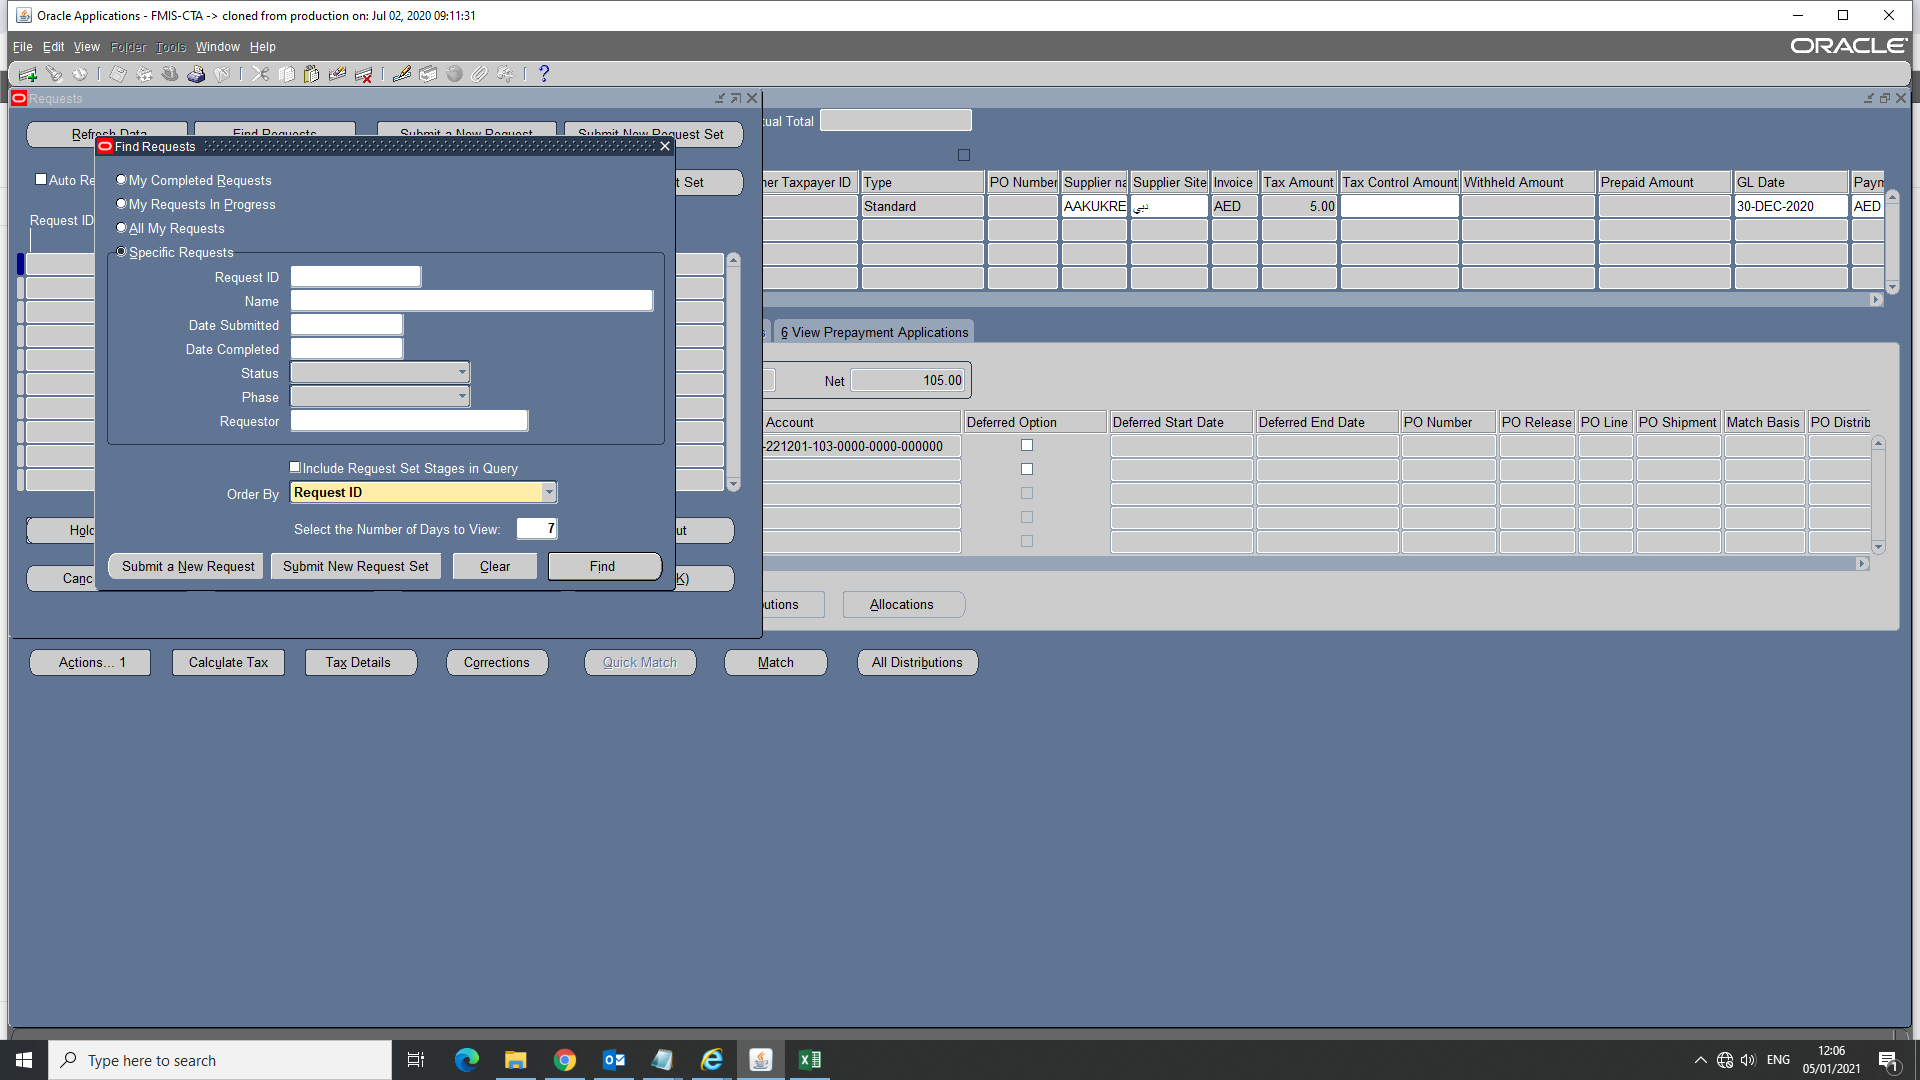 Oracle Applications - FMIS-CTA -> cloned from production on: Jul 02, 2020 09:11:31
File Edit View Folder Tools Window Help
ORACLE
Requests
Refresh Data Find Requests Submit a New Request Submit New Request Set
Find Requests
Auto Re
t Set
Request ID
My Completed Requests
My Requests In Progress
All My Requests
Specific Requests
Request ID
Name
Date Submitted
Date Completed
Status
Phase
Requestor
Include Request Set Stages in Query
Order By Request ID
Select the Number of Days to View: 7
Submit a New Request Submit New Request Set Clear Find
Hold
ut
Canc
K)
tual Total
ner Taxpayer ID Type PO Number Supplier na Supplier Site Invoice Tax Amount Tax Control Amount Withheld Amount Prepaid Amount GL Date Paym
Standard AAKUKRE دبي AED 5.00 30-DEC-2020 AED
s 6 View Prepayment Applications
Net 105.00
Account Deferred Option Deferred Start Date Deferred End Date PO Number PO Release PO Line PO Shipment Match Basis PO Distrib
-221201-103-0000-0000-000000
outions Allocations
Actions... 1 Calculate Tax Tax Details Corrections Quick Match Match All Distributions
Type here to search
ENG
12:06
05/01/2021
1